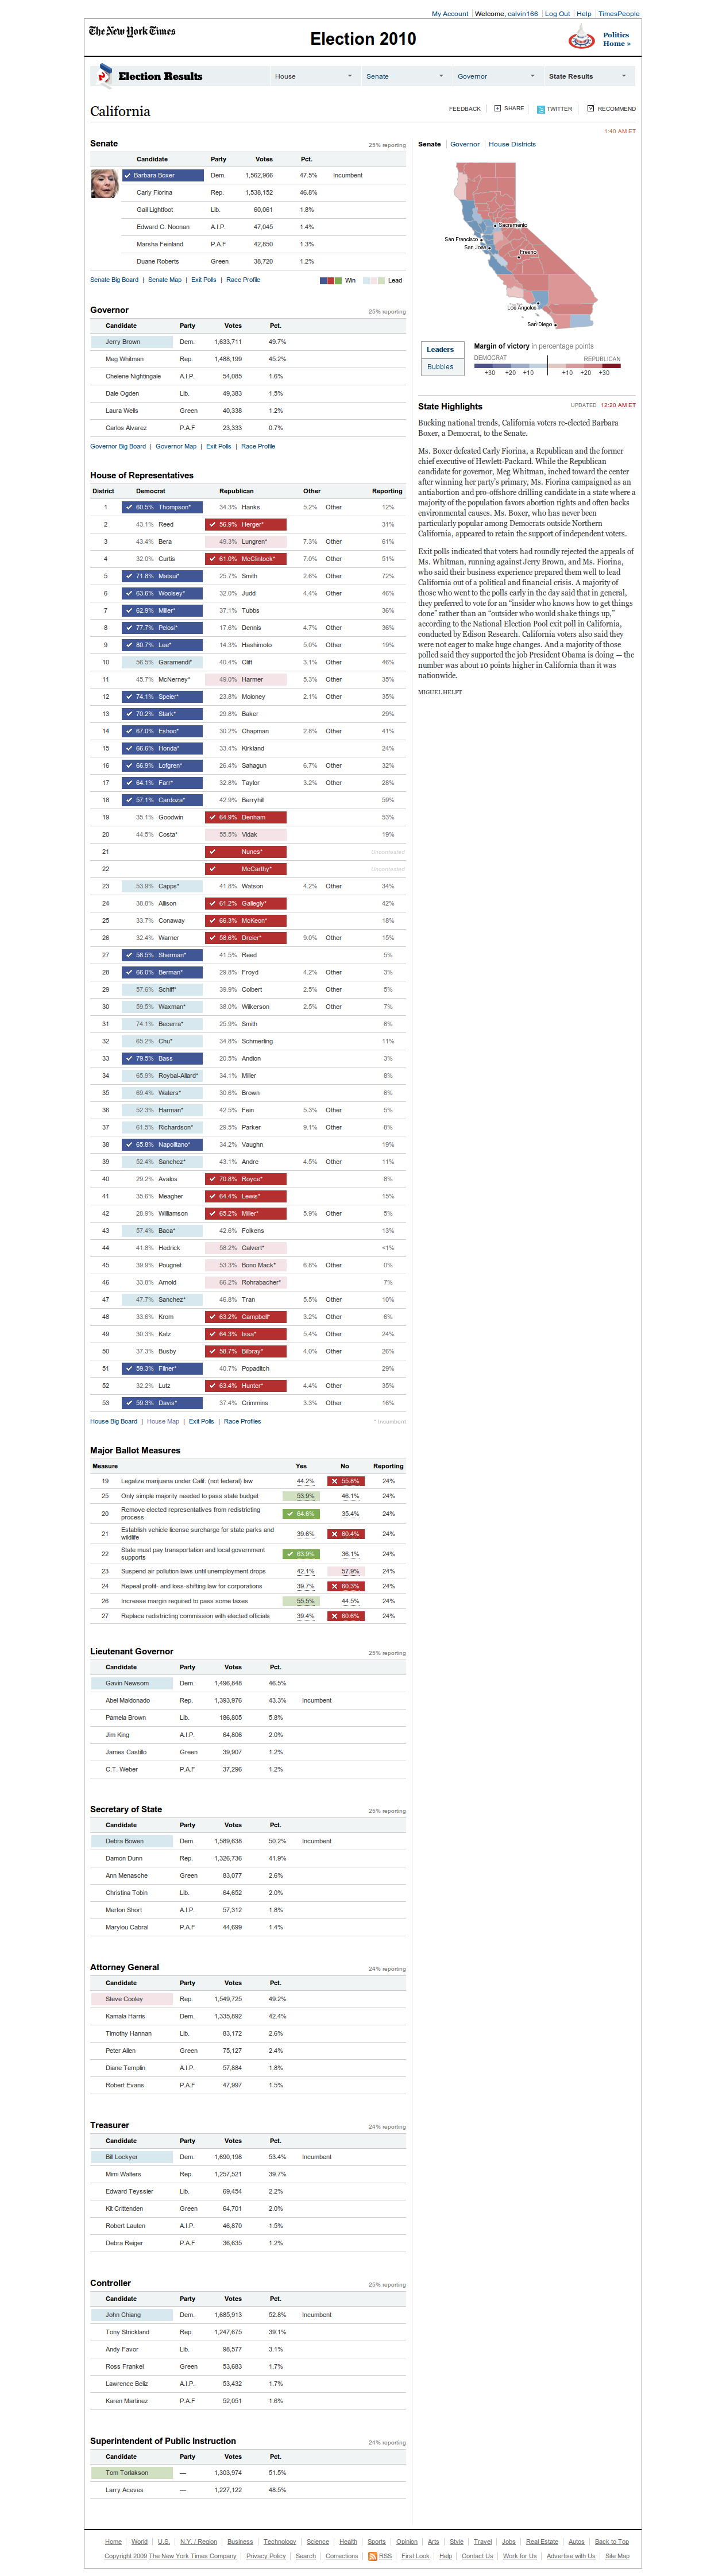 My Account | Welcome, calvin166 | Log Out | Help | TimesPeople
The New York Times
Election 2010
Politics
Home »
Election Results
House
Senate
Governor
State Results
California
FEEDBACK SHARE TWITTER RECOMMEND
1:40 AM ET
Senate 25% reporting
Candidate Party Votes Pct.
Barbara Boxer Dem. 1,562,966 47.5% Incumbent
Carly Fiorina Rep. 1,538,152 46.8%
Gail Lightfoot Lib. 60,061 1.8%
Edward C. Noonan A.I.P. 47,045 1.4%
Marsha Feinland P.A.F 42,850 1.3%
Duane Roberts Green 38,720 1.2%
Senate Big Board | Senate Map | Exit Polls | Race Profile
Win Lead
Governor 25% reporting
Candidate Party Votes Pct.
Jerry Brown Dem. 1,633,711 49.7%
Meg Whitman Rep. 1,488,199 45.2%
Chelene Nightingale A.I.P. 54,085 1.6%
Dale Ogden Lib. 49,383 1.5%
Laura Wells Green 40,338 1.2%
Carlos Alvarez P.A.F 23,333 0.7%
Governor Big Board | Governor Map | Exit Polls | Race Profile
House of Representatives
District Democrat Republican Other Reporting
1 60.5% Thompson* 34.3% Hanks 5.2% Other 12%
2 43.1% Reed 56.9% Herger* 31%
3 43.4% Bera 49.3% Lungren* 7.3% Other 61%
4 32.0% Curtis 61.0% McClintock* 7.0% Other 51%
5 71.8% Matsui* 25.7% Smith 2.6% Other 72%
6 63.6% Woolsey* 32.0% Judd 4.4% Other 46%
7 62.9% Miller* 37.1% Tubbs 36%
8 77.7% Pelosi* 17.6% Dennis 4.7% Other 36%
9 80.7% Lee* 14.3% Hashimoto 5.0% Other 19%
10 56.5% Garamendi* 40.4% Clift 3.1% Other 46%
11 45.7% McNerney* 49.0% Harmer 5.3% Other 35%
12 74.1% Speier* 23.8% Moloney 2.1% Other 35%
13 70.2% Stark* 29.8% Baker 29%
14 67.0% Eshoo* 30.2% Chapman 2.8% Other 41%
15 66.6% Honda* 33.4% Kirkland 24%
16 66.9% Lofgren* 26.4% Sahagun 6.7% Other 32%
17 64.1% Farr* 32.8% Taylor 3.2% Other 28%
18 57.1% Cardoza* 42.9% Berryhill 59%
19 35.1% Goodwin 64.9% Denham 53%
20 44.5% Costa* 55.5% Vidak 19%
21 Nunes* Uncontested
22 McCarthy* Uncontested
23 53.9% Capps* 41.8% Watson 4.2% Other 34%
24 38.8% Allison 61.2% Gallegly* 42%
25 33.7% Conaway 66.3% McKeon* 18%
26 32.4% Warner 58.6% Dreier* 9.0% Other 15%
27 58.5% Sherman* 41.5% Reed 5%
28 66.0% Berman* 29.8% Froyd 4.2% Other 3%
29 57.6% Schiff* 39.9% Colbert 2.5% Other 5%
30 59.5% Waxman* 38.0% Wilkerson 2.5% Other 7%
31 74.1% Becerra* 25.9% Smith 6%
32 65.2% Chu* 34.8% Schmerling 11%
33 79.5% Bass 20.5% Andion 3%
34 65.9% Roybal-Allard* 34.1% Miller 8%
35 69.4% Waters* 30.6% Brown 6%
36 52.3% Harman* 42.5% Fein 5.3% Other 5%
37 61.5% Richardson* 29.5% Parker 9.1% Other 8%
38 65.8% Napolitano* 34.2% Vaughn 19%
39 52.4% Sanchez* 43.1% Andre 4.5% Other 11%
40 29.2% Avalos 70.8% Royce* 8%
41 35.6% Meagher 64.4% Lewis* 15%
42 28.9% Williamson 65.2% Miller* 5.9% Other 5%
43 57.4% Baca* 42.6% Folkens 13%
44 41.8% Hedrick 58.2% Calvert* <1%
45 39.9% Pougnet 53.3% Bono Mack* 6.8% Other 0%
46 33.8% Arnold 66.2% Rohrabacher* 7%
47 47.7% Sanchez* 46.8% Tran 5.5% Other 10%
48 33.6% Krom 63.2% Campbell* 3.2% Other 6%
49 30.3% Katz 64.3% Issa* 5.4% Other 24%
50 37.3% Busby 58.7% Bilbray* 4.0% Other 26%
51 59.3% Filner* 40.7% Popaditch 29%
52 32.2% Lutz 63.4% Hunter* 4.4% Other 35%
53 59.3% Davis* 37.4% Crimmins 3.3% Other 16%
House Big Board | House Map | Exit Polls | Race Profiles
* Incumbent
Major Ballot Measures
Measure Yes No Reporting
19 Legalize marijuana under Calif. (not federal) law 44.2% 55.8% 24%
25 Only simple majority needed to pass state budget 53.9% 46.1% 24%
20 Remove elected representatives from redistricting
process 64.6% 35.4% 24%
21 Establish vehicle license surcharge for state parks and
wildlife 39.6% 60.4% 24%
22 State must pay transportation and local government
supports 63.9% 36.1% 24%
23 Suspend air pollution laws until unemployment drops 42.1% 57.9% 24%
24 Repeal profit- and loss-shifting law for corporations 39.7% 60.3% 24%
26 Increase margin required to pass some taxes 55.5% 44.5% 24%
27 Replace redistricting commission with elected officials 39.4% 60.6% 24%
Lieutenant Governor 25% reporting
Candidate Party Votes Pct.
Gavin Newsom Dem. 1,496,848 46.5%
Abel Maldonado Rep. 1,393,976 43.3% Incumbent
Pamela Brown Lib. 186,805 5.8%
Jim King A.I.P. 64,806 2.0%
James Castillo Green 39,907 1.2%
C.T. Weber P.A.F 37,296 1.2%
Secretary of State 25% reporting
Candidate Party Votes Pct.
Debra Bowen Dem. 1,589,638 50.2% Incumbent
Damon Dunn Rep. 1,326,736 41.9%
Ann Menasche Green 83,077 2.6%
Christina Tobin Lib. 64,652 2.0%
Merton Short A.I.P. 57,312 1.8%
Marylou Cabral P.A.F 44,699 1.4%
Attorney General 24% reporting
Candidate Party Votes Pct.
Steve Cooley Rep. 1,549,725 49.2%
Kamala Harris Dem. 1,335,892 42.4%
Timothy Hannan Lib. 83,172 2.6%
Peter Allen Green 75,127 2.4%
Diane Templin A.I.P. 57,884 1.8%
Robert Evans P.A.F 47,997 1.5%
Treasurer 24% reporting
Candidate Party Votes Pct.
Bill Lockyer Dem. 1,690,198 53.4% Incumbent
Mimi Walters Rep. 1,257,521 39.7%
Edward Teyssier Lib. 69,454 2.2%
Kit Crittenden Green 64,701 2.0%
Robert Lauten A.I.P. 46,870 1.5%
Debra Reiger P.A.F 36,635 1.2%
Controller 25% reporting
Candidate Party Votes Pct.
John Chiang Dem. 1,685,913 52.8% Incumbent
Tony Strickland Rep. 1,247,675 39.1%
Andy Favor Lib. 98,577 3.1%
Ross Frankel Green 53,683 1.7%
Lawrence Beliz A.I.P. 53,432 1.7%
Karen Martinez P.A.F 52,051 1.6%
Superintendent of Public Instruction 24% reporting
Candidate Party Votes Pct.
Tom Torlakson — 1,303,974 51.5%
Larry Aceves — 1,227,122 48.5%
Senate | Governor | House Districts
Sacramento
San Francisco
San Jose
Fresno
Los Angeles
San Diego
Leaders
Bubbles
Margin of victory in percentage points
DEMOCRAT REPUBLICAN
+30 +20 +10 +10 +20 +30
State Highlights UPDATED 12:20 AM ET
Bucking national trends, California voters re-elected Barbara
Boxer, a Democrat, to the Senate.
Ms. Boxer defeated Carly Fiorina, a Republican and the former
chief executive of Hewlett-Packard. While the Republican
candidate for governor, Meg Whitman, inched toward the center
after winning her party's primary, Ms. Fiorina campaigned as an
antiabortion and pro-offshore drilling candidate in a state where a
majority of the population favors abortion rights and often backs
environmental causes. Ms. Boxer, who has never been
particularly popular among Democrats outside Northern
California, appeared to retain the support of independent voters.
Exit polls indicated that voters had roundly rejected the appeals of
Ms. Whitman, running against Jerry Brown, and Ms. Fiorina,
who said their business experience prepared them well to lead
California out of a political and financial crisis. A majority of
those who went to the polls early in the day said that in general,
they preferred to vote for an “insider who knows how to get things
done” rather than an “outsider who would shake things up,”
according to the National Election Pool exit poll in California,
conducted by Edison Research. California voters also said they
were not eager to make huge changes. And a majority of those
polled said they supported the job President Obama is doing — the
number was about 10 points higher in California than it was
nationwide.
MIGUEL HELFT
Home | World | U.S. | N.Y. / Region | Business | Technology | Science | Health | Sports | Opinion | Arts | Style | Travel | Jobs | Real Estate | Autos | Back to Top
Copyright 2009 The New York Times Company | Privacy Policy | Search | Corrections | RSS | First Look | Help | Contact Us | Work for Us | Advertise with Us | Site Map